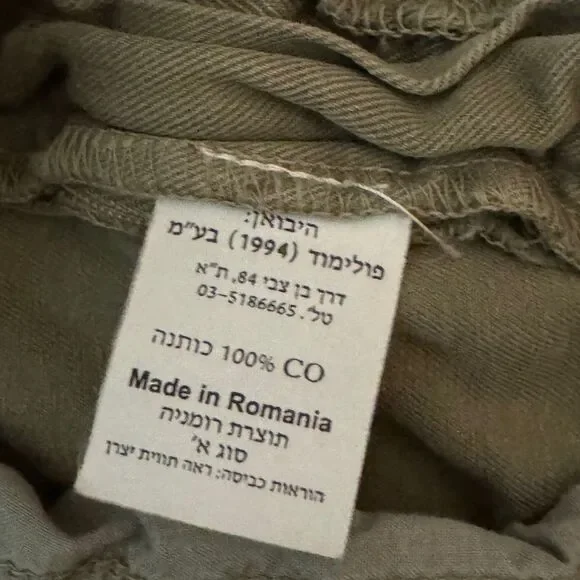 היבואן:
פולימוד (1994) בע"מ
דרך בן צבי 84, ת"א
טל'. 03-5186665
100% CO כותנה
Made in Romania
תוצרת רומניה
סוג א'
הוראות כביסה: ראה תווית יצרן